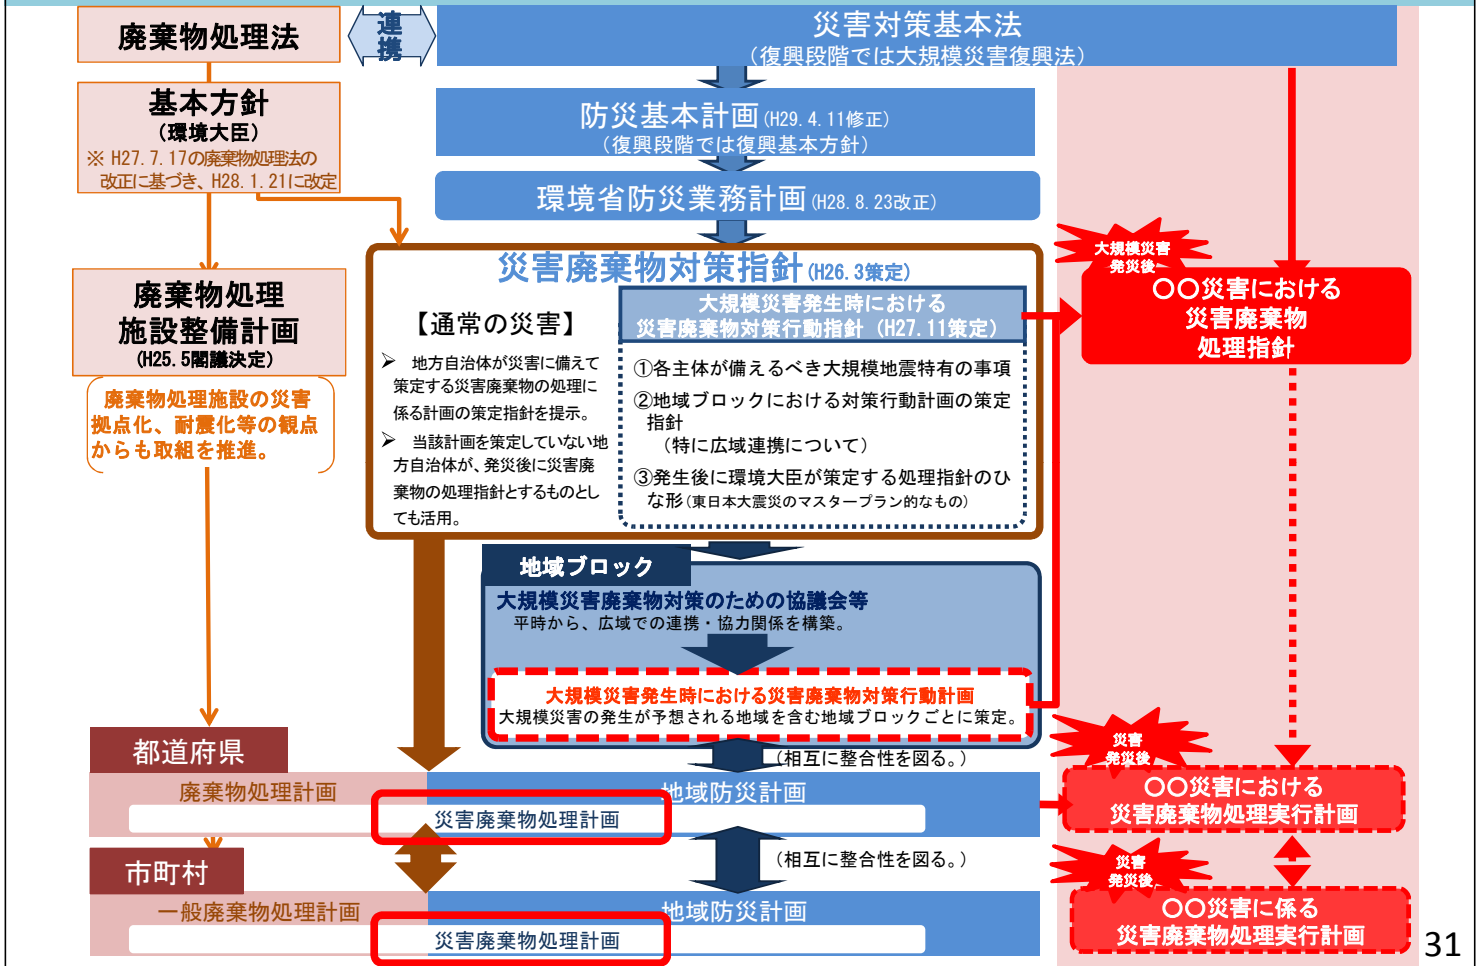 廃棄物処理法
連携
災害対策基本法
（復興段階では大規模災害復興法）
基本方針
（環境大臣）
※ H27.7.17の廃棄物処理法の
改正に基づき、H28.1.21に改定
防災基本計画(H29.4.11修正)
（復興段階では復興基本方針）
環境省防災業務計画(H28.8.23改正)
廃棄物処理
施設整備計画
(H25.5閣議決定)
廃棄物処理施設の災害
拠点化、耐震化等の観点
からも取組を推進。
災害廃棄物対策指針(H26.3策定)
【通常の災害】
➢ 地方自治体が災害に備えて
策定する災害廃棄物の処理に
係る計画の策定指針を提示。
➢ 当該計画を策定していない地
方自治体が、発災後に災害廃
棄物の処理指針とするものとし
ても活用。
大規模災害発生時における
災害廃棄物対策行動指針（H27.11策定）
①各主体が備えるべき大規模地震特有の事項
②地域ブロックにおける対策行動計画の策定
指針
（特に広域連携について）
③発生後に環境大臣が策定する処理指針のひ
な形(東日本大震災のマスタープラン的なもの)
大規模災害
発災後
〇〇災害における
災害廃棄物
処理指針
地域ブロック
大規模災害廃棄物対策のための協議会等
平時から、広域での連携・協力関係を構築。
大規模災害発生時における災害廃棄物対策行動計画
大規模災害の発生が予想される地域を含む地域ブロックごとに策定。
（相互に整合性を図る。）
都道府県
廃棄物処理計画
地域防災計画
災害廃棄物処理計画
災害
発災後
〇〇災害における
災害廃棄物処理実行計画
（相互に整合性を図る。）
市町村
一般廃棄物処理計画
地域防災計画
災害廃棄物処理計画
災害
発災後
〇〇災害に係る
災害廃棄物処理実行計画
31